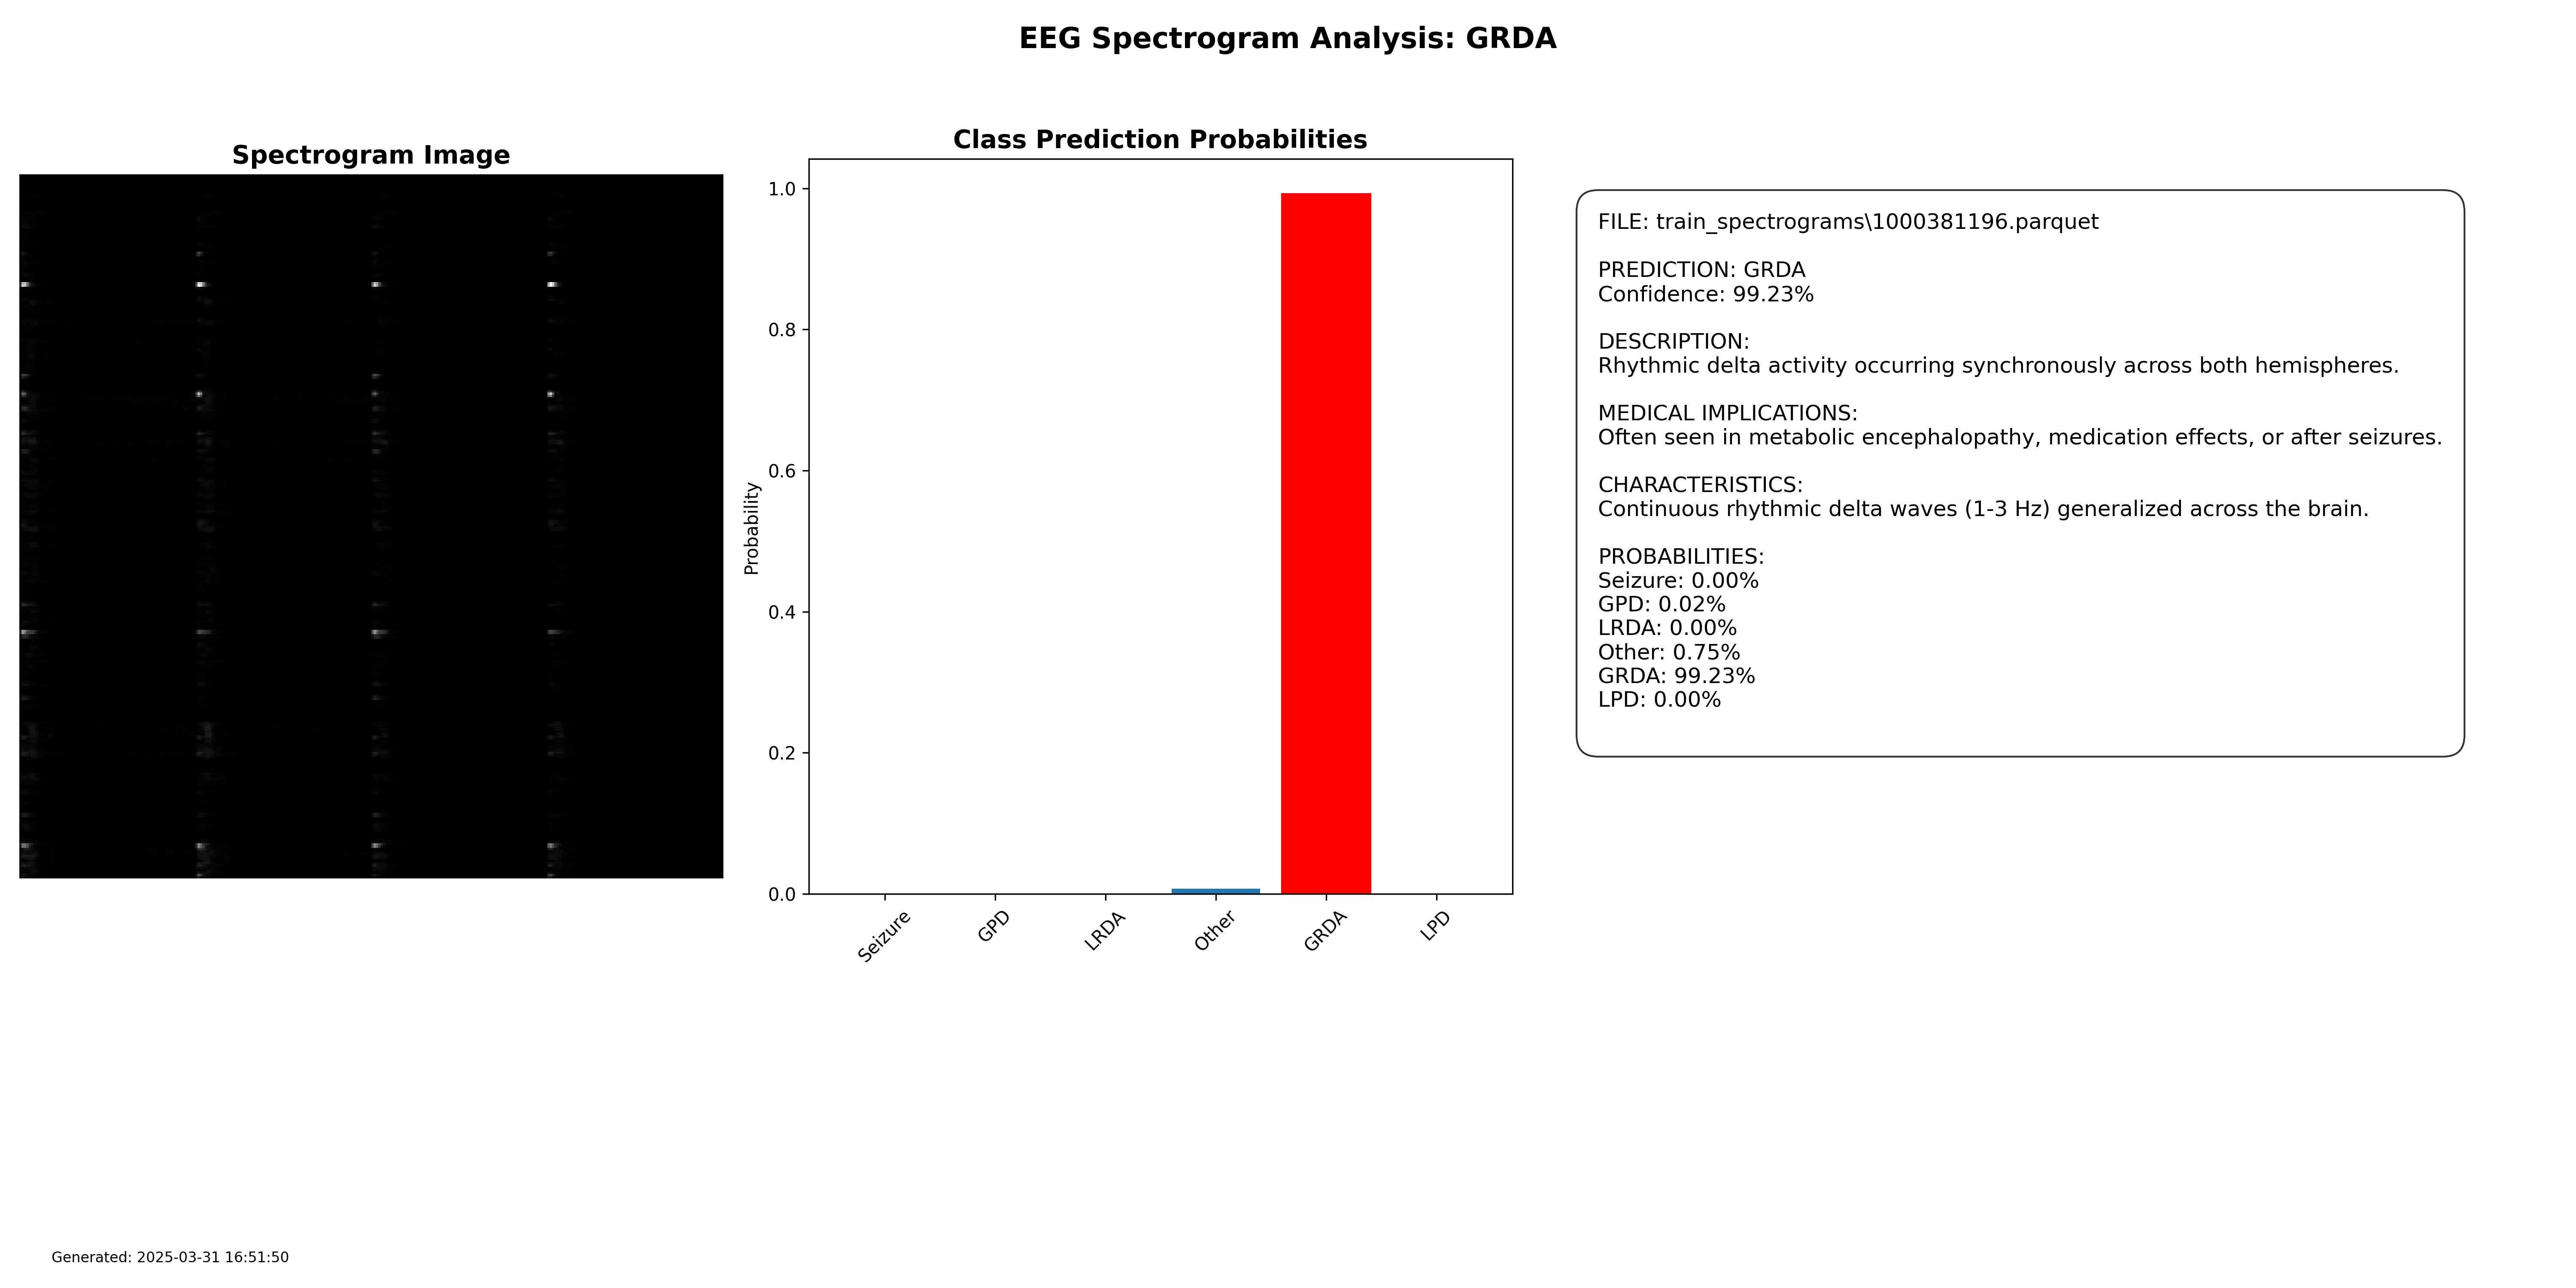 EEG Spectrogram Analysis: GRDA
Spectrogram Image
Class Prediction Probabilities
1.0
0.8
0.6
0.4
0.2
0.0
Probability
Seizure
GPD
LRDA
Other
GRDA
LPD
FILE: train_spectrograms\1000381196.parquet
PREDICTION: GRDA
Confidence: 99.23%
DESCRIPTION:
Rhythmic delta activity occurring synchronously across both hemispheres.
MEDICAL IMPLICATIONS:
Often seen in metabolic encephalopathy, medication effects, or after seizures.
CHARACTERISTICS:
Continuous rhythmic delta waves (1-3 Hz) generalized across the brain.
PROBABILITIES:
Seizure: 0.00%
GPD: 0.02%
LRDA: 0.00%
Other: 0.75%
GRDA: 99.23%
LPD: 0.00%
Generated: 2025-03-31 16:51:50